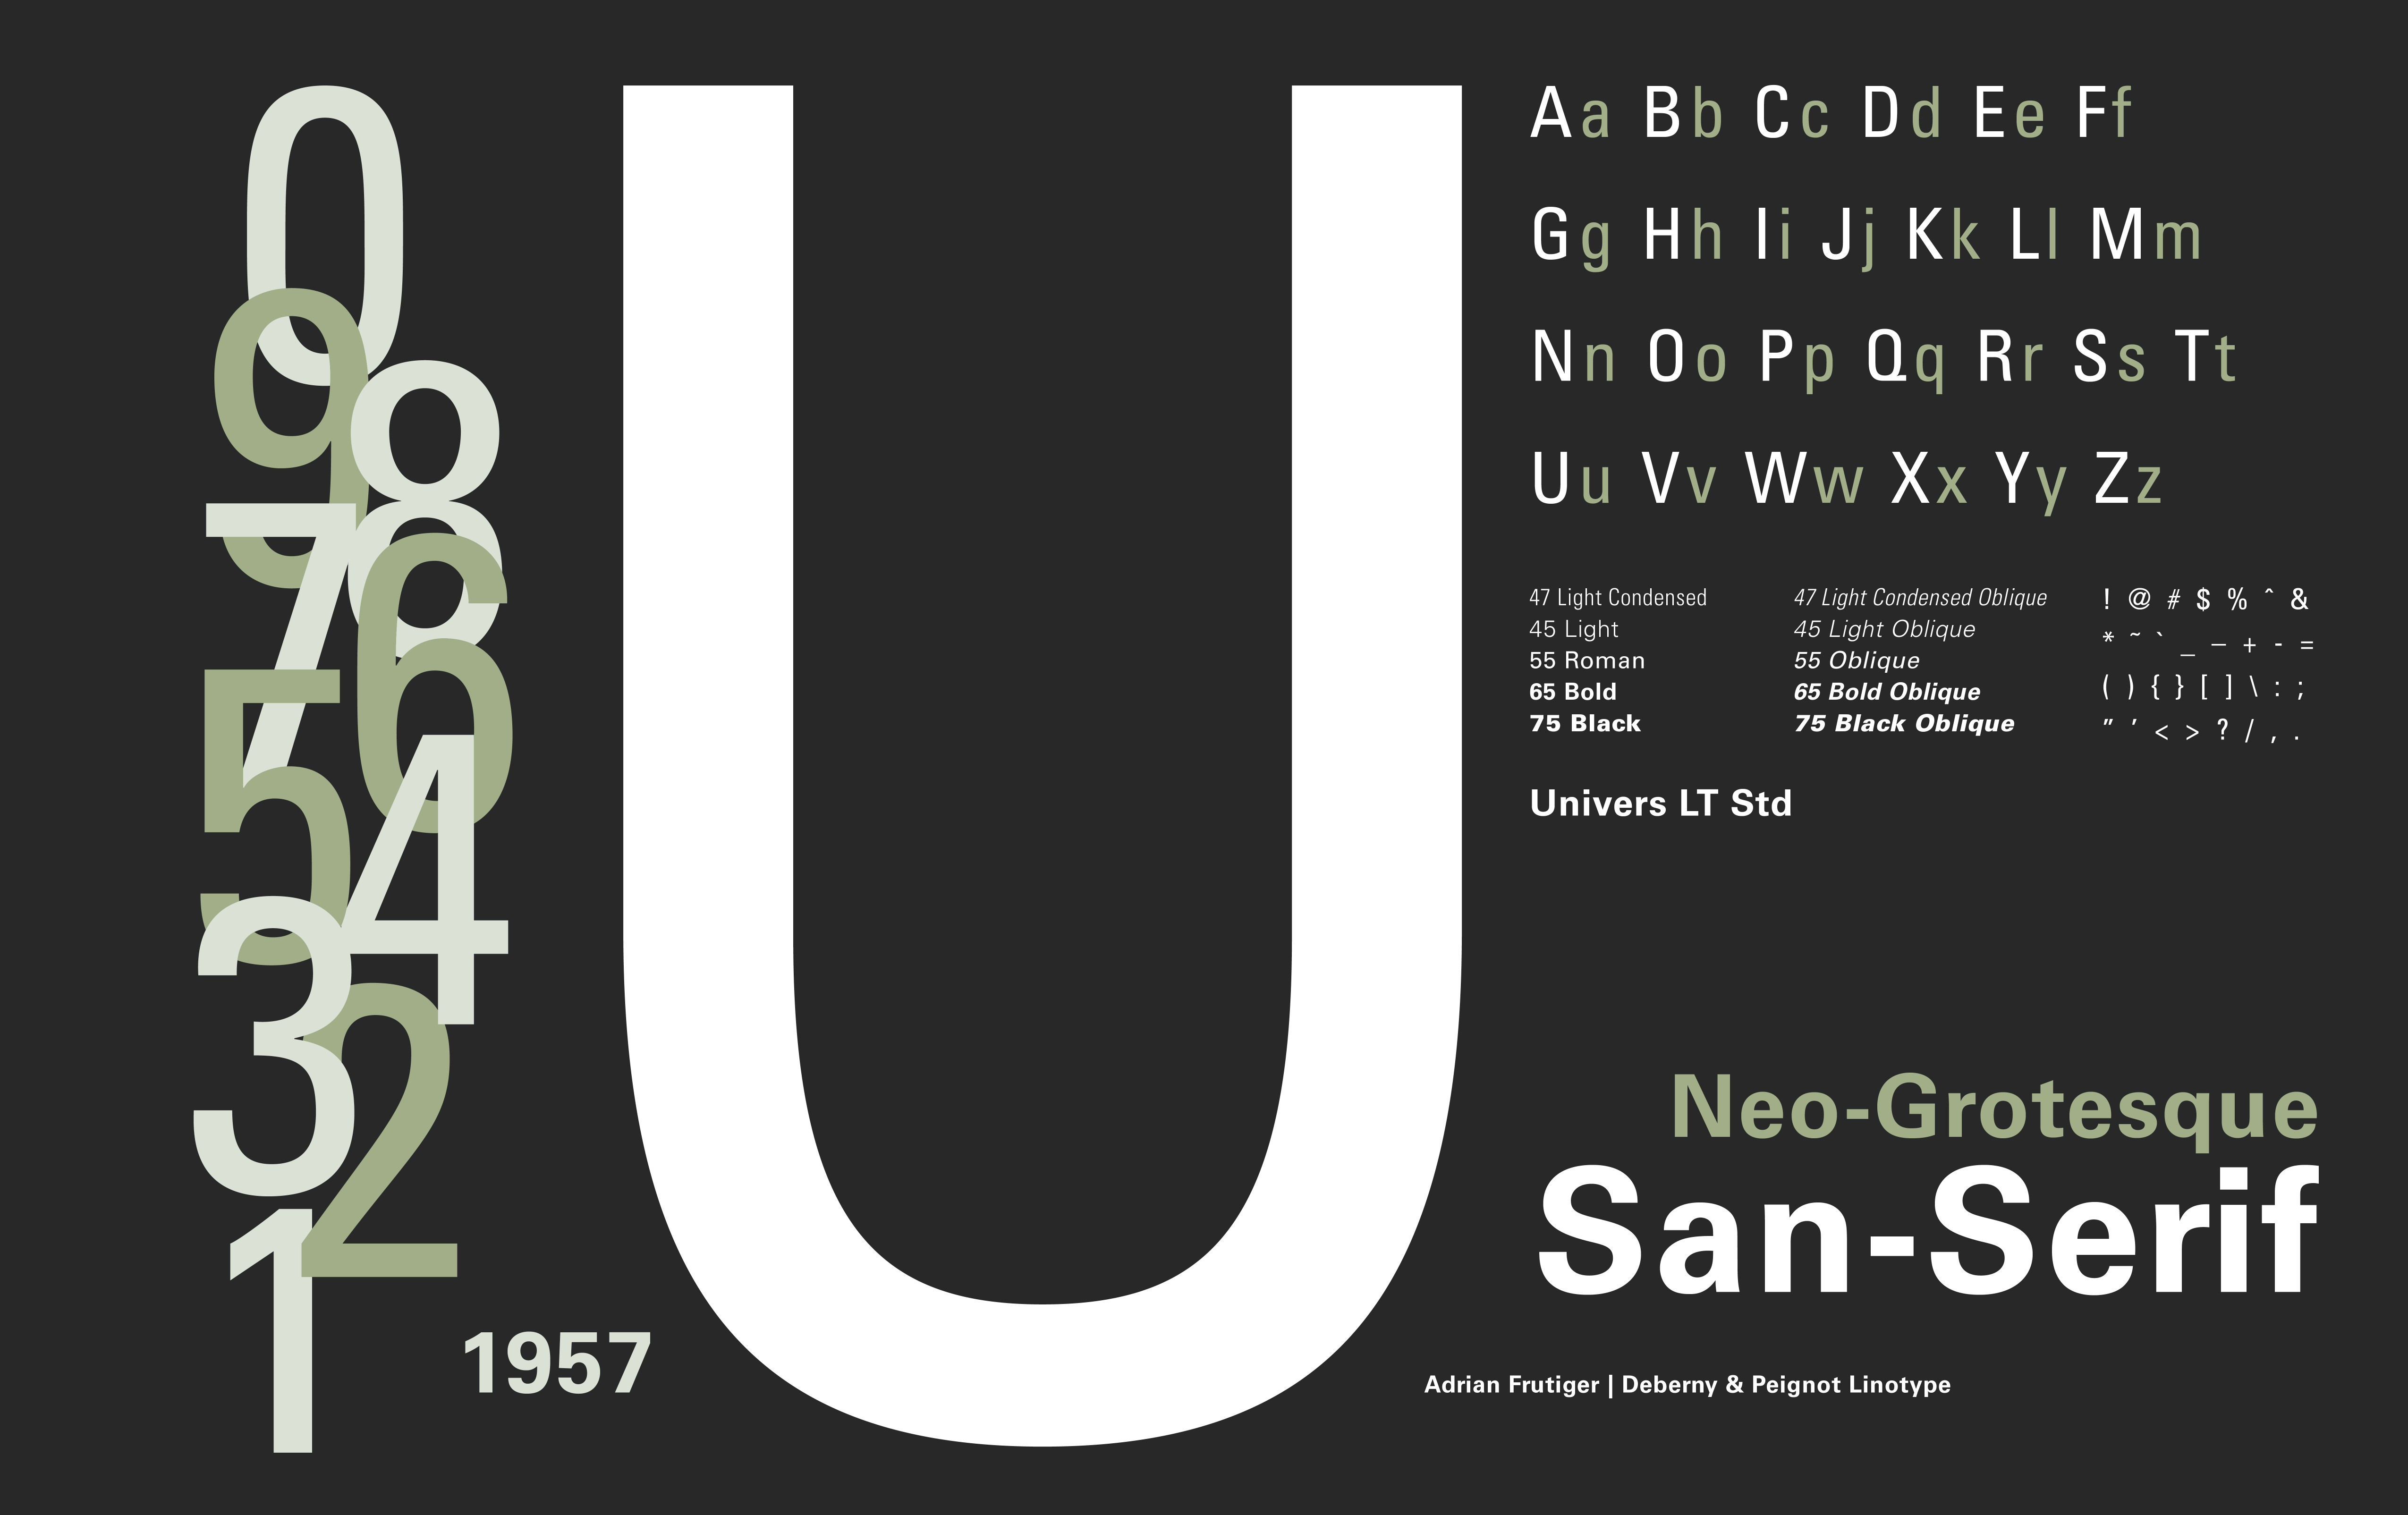 0
9
8
7
6
5
4
3
2
1
1957
U
Aa Bb Cc Dd Ee Ff
Gg Hh Ii Jj Kk Ll Mm
Nn Oo Pp Qq Rr Ss Tt
Uu Vv Ww Xx Yy Zz
47 Light Condensed
45 Light
55 Roman
65 Bold
75 Black
47 Light Condensed Oblique
45 Light Oblique
55 Oblique
65 Bold Oblique
75 Black Oblique
! @ # $ % ˆ &
* ~ ` _ – + - =
( ) { } [ ] \ : ;
" ' < > ? / , .
Univers LT Std
Neo-Grotesque
San-Serif
Adrian Frutiger | Deberny & Peignot Linotype